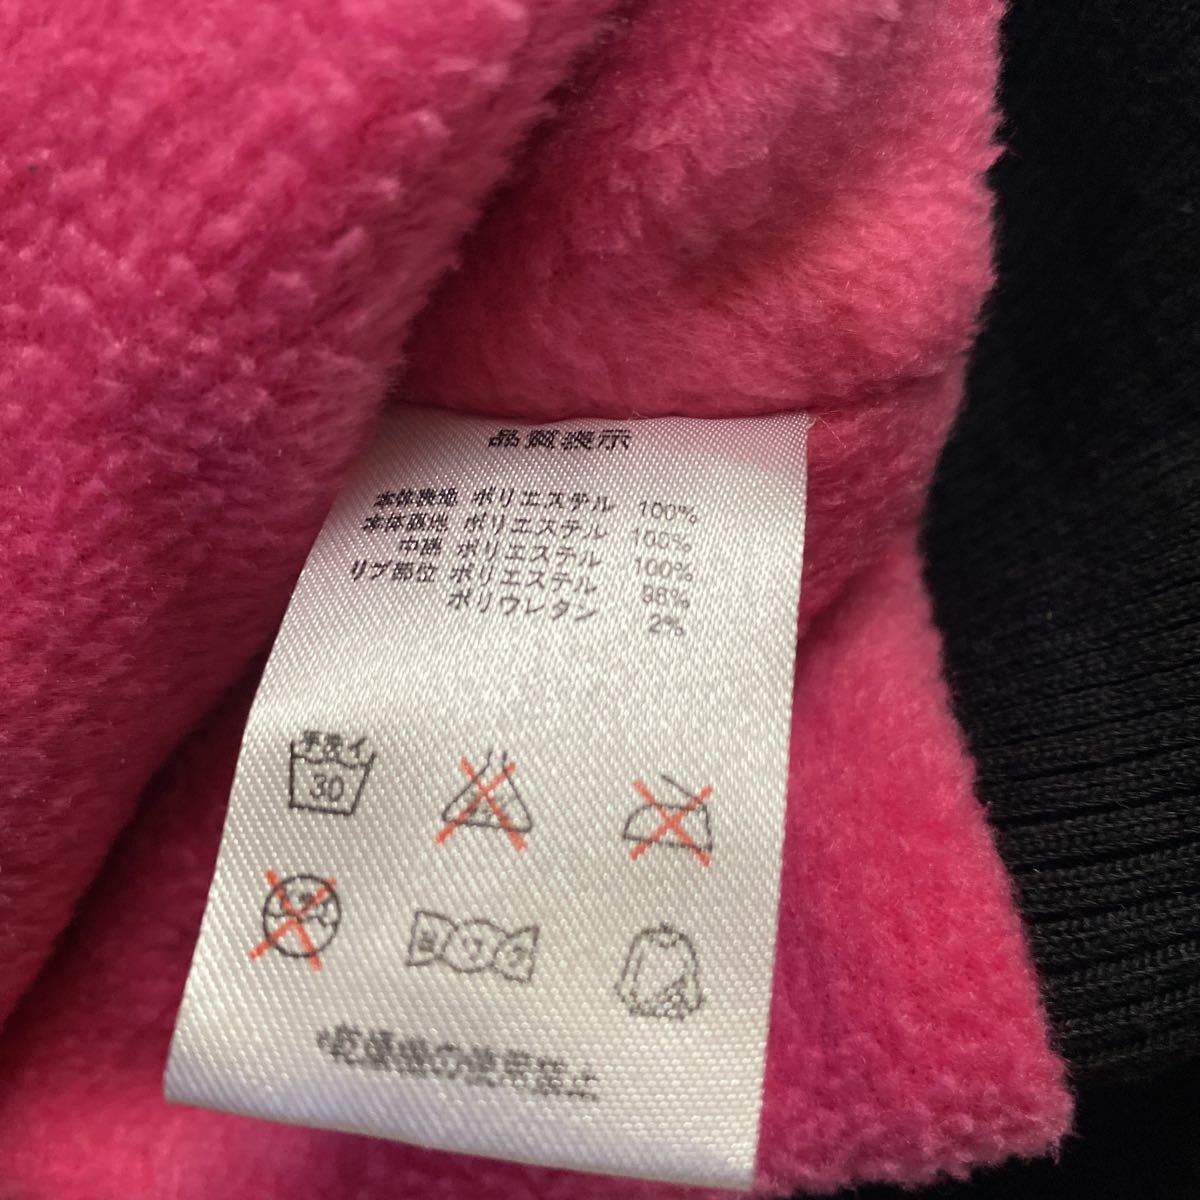 品質表示
本体表地 ポリエステル 100%
本体裏地 ポリエステル 100%
中綿 ポリエステル 100%
リブ部位 ポリエステル 98%
ポリウレタン 2%
手洗イ
30
*乾燥機の使用禁止